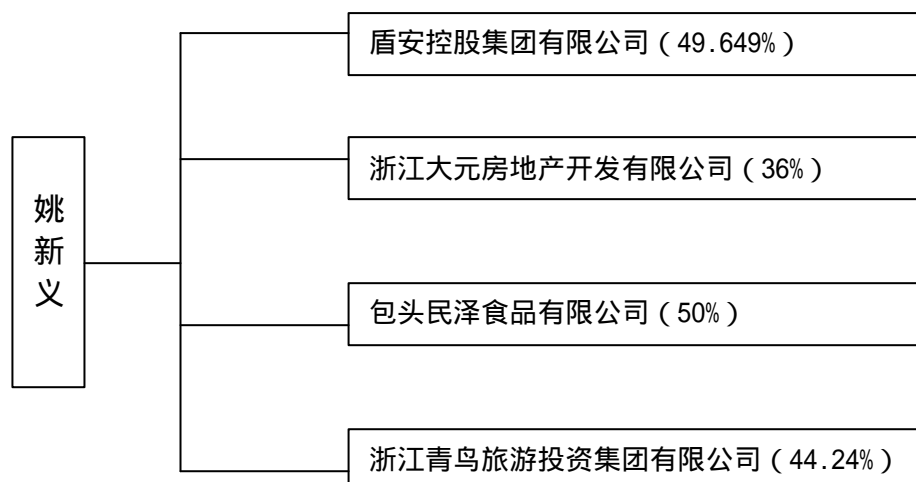 盾安控股集团有限公司（49.649%）
浙江大元房地产开发有限公司（36%）
姚新义
包头民泽食品有限公司（50%）
浙江青鸟旅游投资集团有限公司（44.24%）